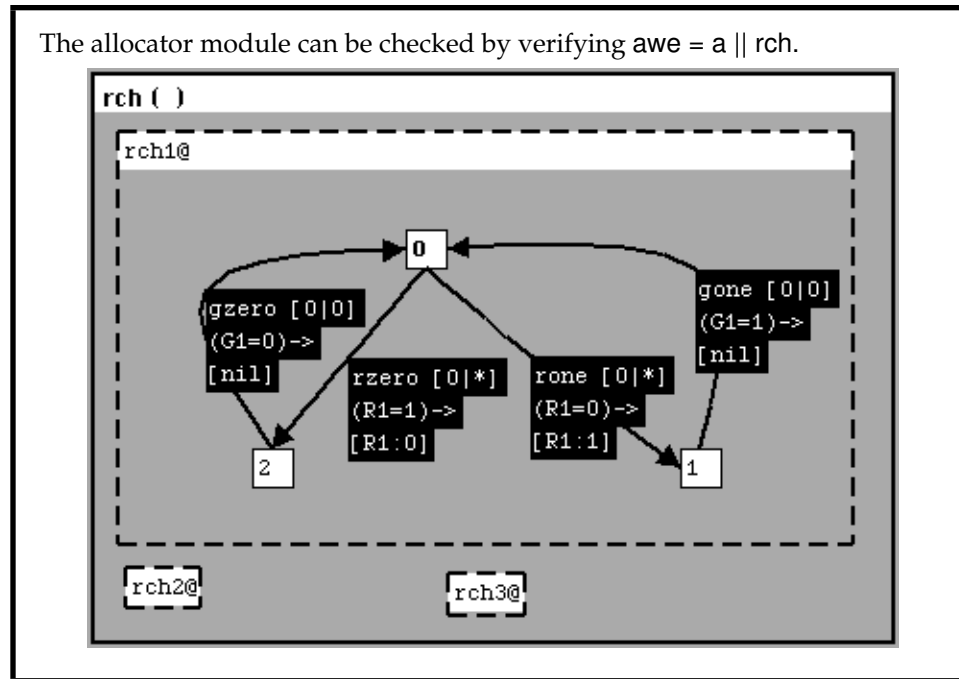 The allocator module can be checked by verifying awe = a || rch.
rch ( )
rch1@
0
gzero [0|0]
(G1=0)->
[nil]
rzero [0|*]
(R1=1)->
[R1:0]
rone [0|*]
(R1=0)->
[R1:1]
gone [0|0]
(G1=1)->
[nil]
2
1
rch2@
rch3@